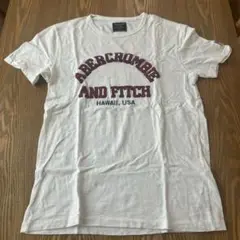 ABERCROMBIE
AND FITCH
HAWAII, USA